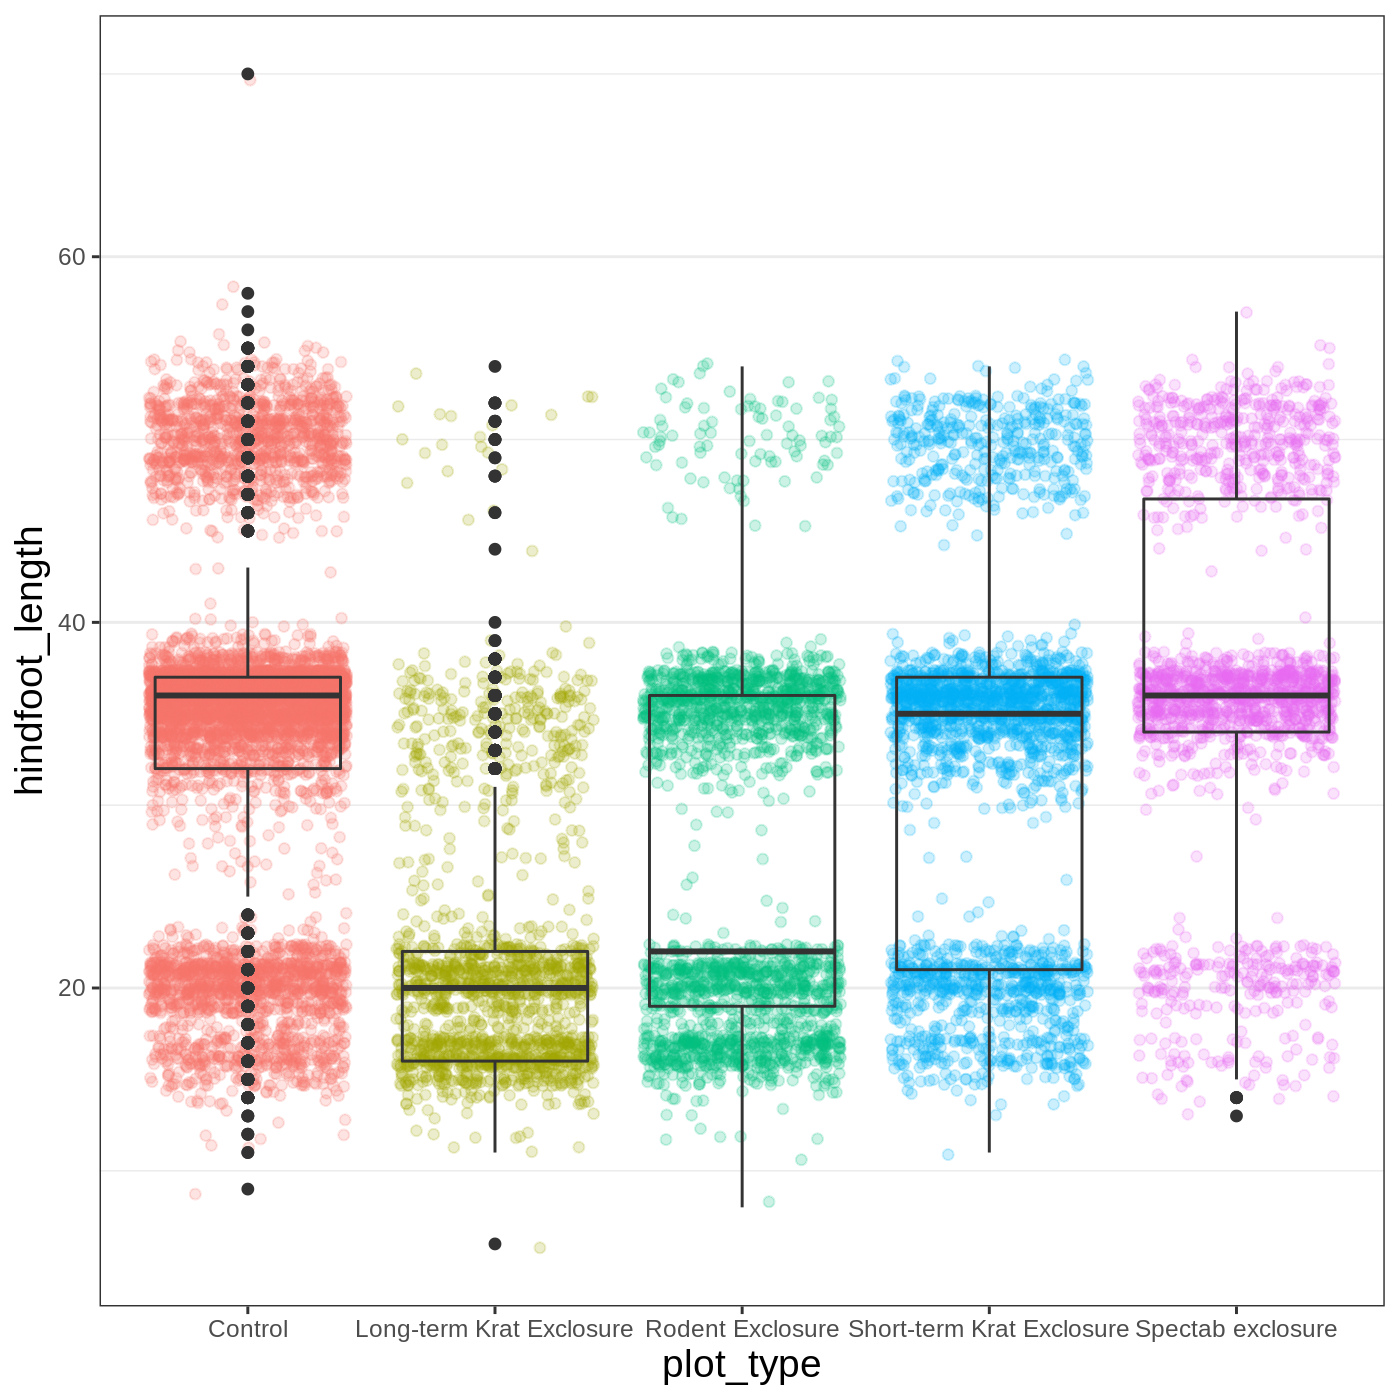 hindfoot_length
60
40
20
Control
Long-term Krat Exclosure
Rodent Exclosure
Short-term Krat Exclosure
Spectab exclosure
plot_type